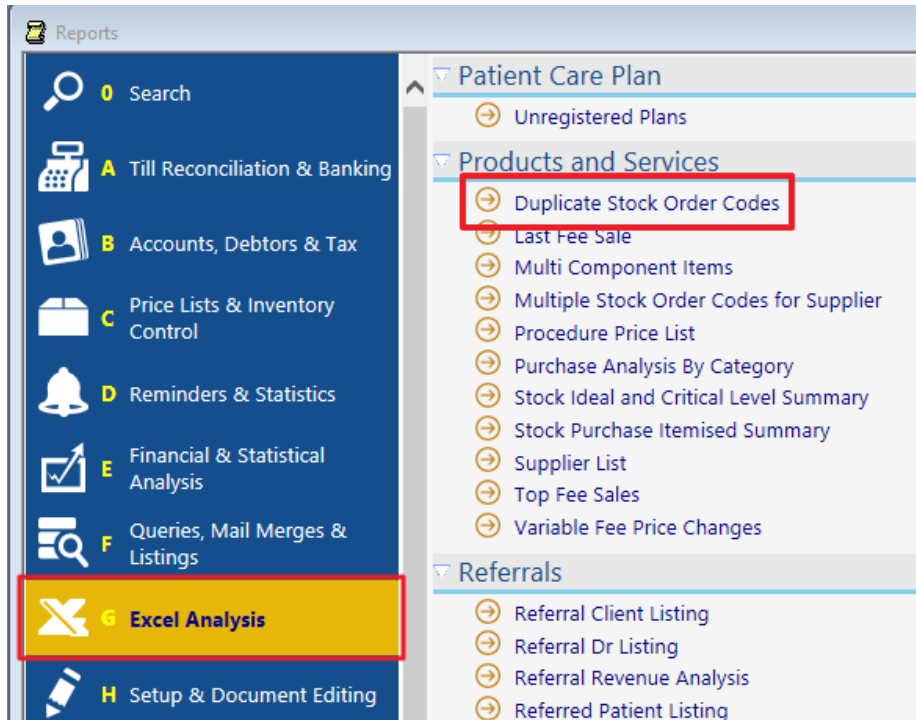 Reports
0 Search
A Till Reconciliation & Banking
B Accounts, Debtors & Tax
C Price Lists & Inventory
Control
D Reminders & Statistics
E Financial & Statistical
Analysis
F Queries, Mail Merges &
Listings
G Excel Analysis
H Setup & Document Editing
Patient Care Plan
Unregistered Plans
Products and Services
Duplicate Stock Order Codes
Last Fee Sale
Multi Component Items
Multiple Stock Order Codes for Supplier
Procedure Price List
Purchase Analysis By Category
Stock Ideal and Critical Level Summary
Stock Purchase Itemised Summary
Supplier List
Top Fee Sales
Variable Fee Price Changes
Referrals
Referral Client Listing
Referral Dr Listing
Referral Revenue Analysis
Referred Patient Listing